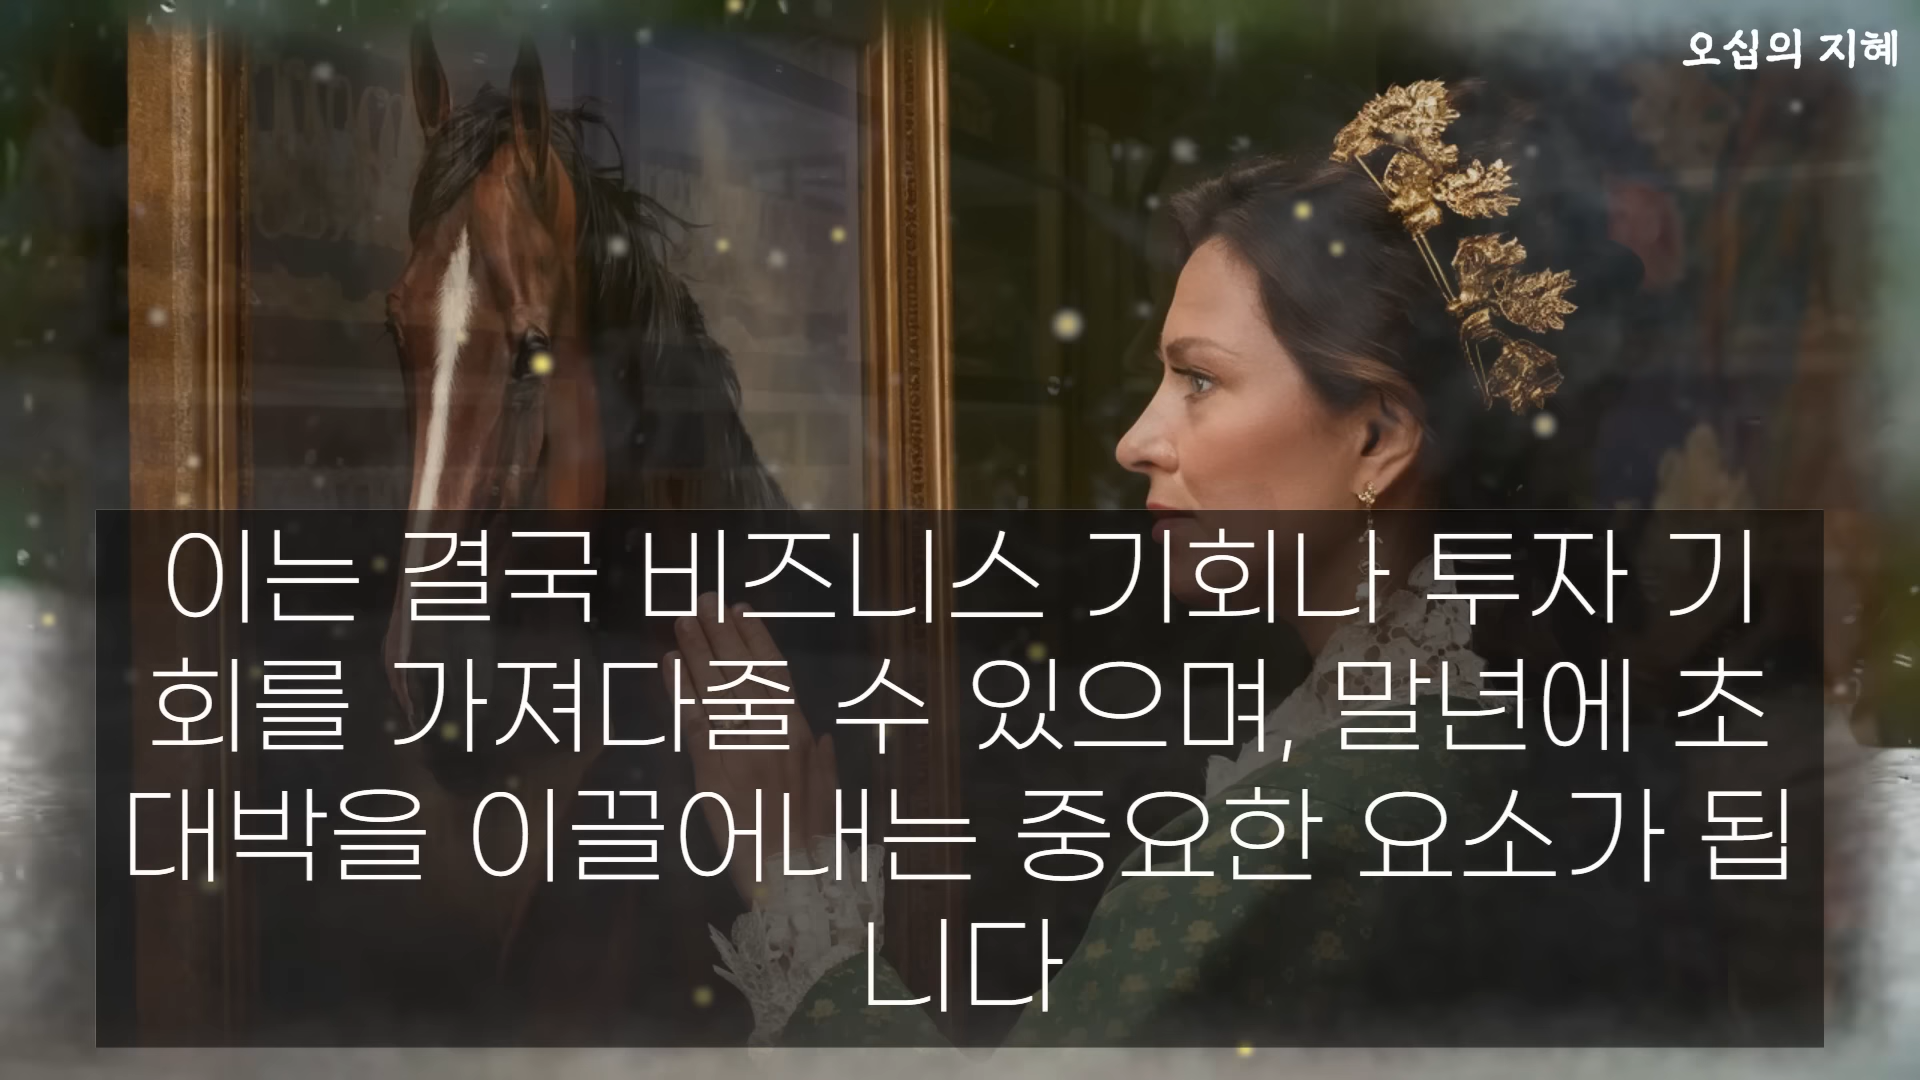 오십의 지혜
이는 결국 비즈니스 기회나 투자 기
회를 가져다줄 수 있으며, 말년에 초
대박을 이끌어내는 중요한 요소가 됩
니다